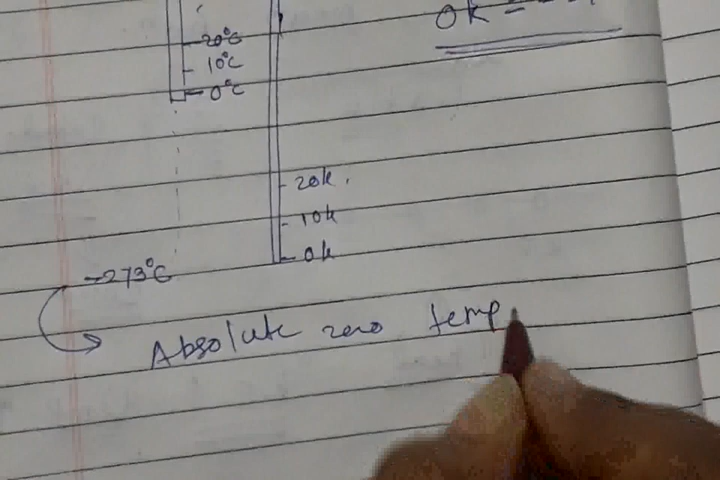 0k =
20°C
10°C
0°C
20k.
10k
0k
-273°C
Absolute zero temp